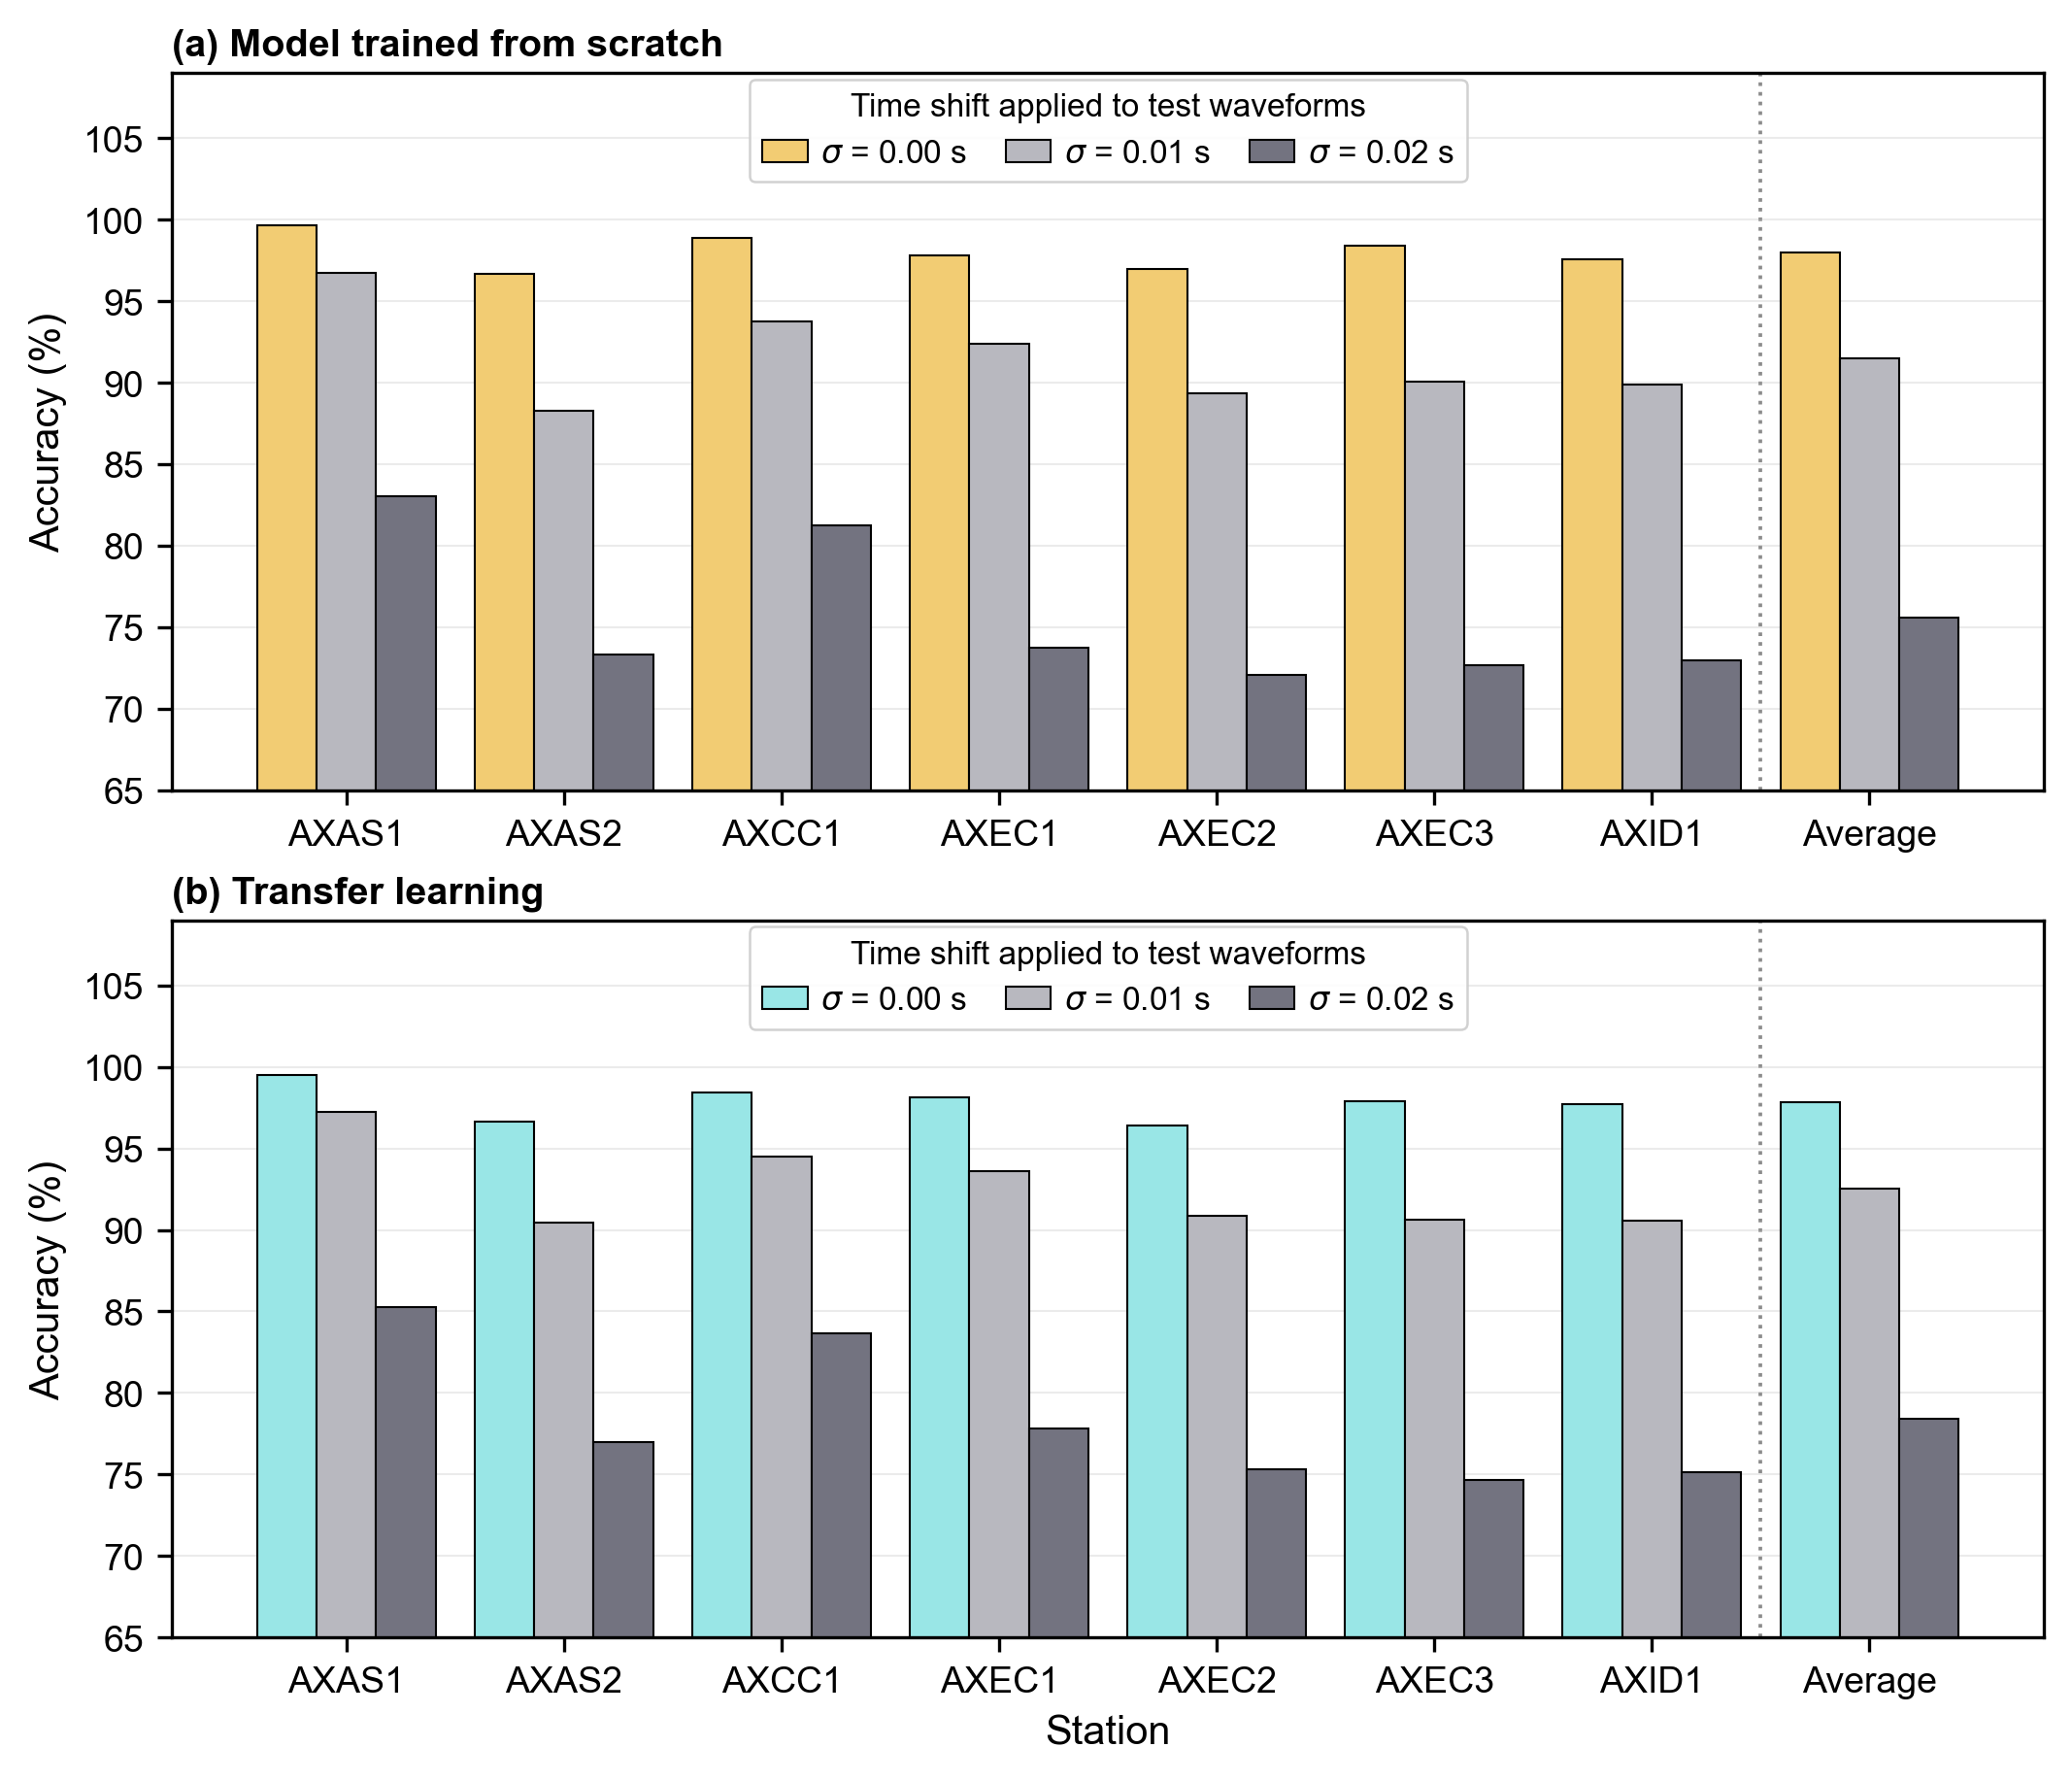 (a) Model trained from scratch
Time shift applied to test waveforms
σ = 0.00 s σ = 0.01 s σ = 0.02 s
Accuracy (%)
105
100
95
90
85
80
75
70
65
AXAS1 AXAS2 AXCC1 AXEC1 AXEC2 AXEC3 AXID1 Average
(b) Transfer learning
Time shift applied to test waveforms
σ = 0.00 s σ = 0.01 s σ = 0.02 s
Accuracy (%)
105
100
95
90
85
80
75
70
65
AXAS1 AXAS2 AXCC1 AXEC1 AXEC2 AXEC3 AXID1 Average
Station